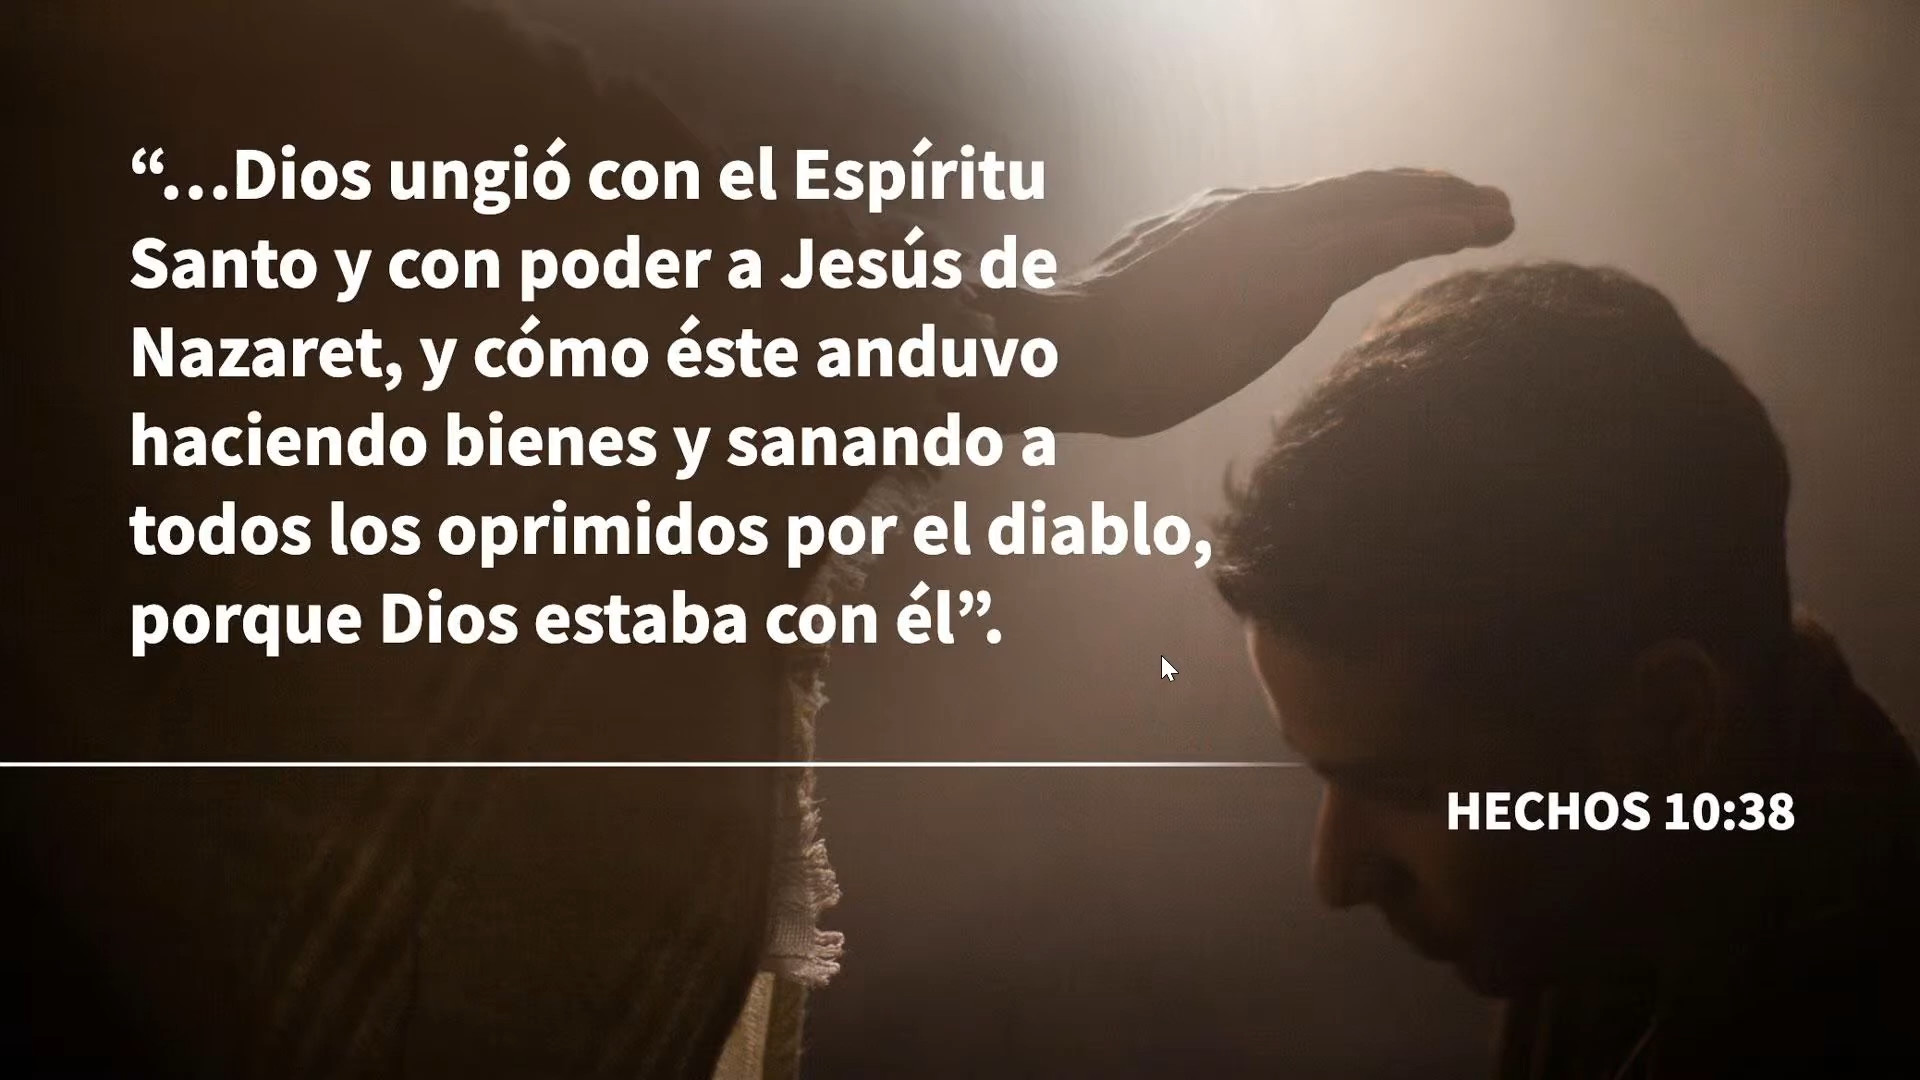 “…Dios ungió con el Espíritu
Santo y con poder a Jesús de
Nazaret, y cómo éste anduvo
haciendo bienes y sanando a
todos los oprimidos por el diablo,
porque Dios estaba con él”.
HECHOS 10:38